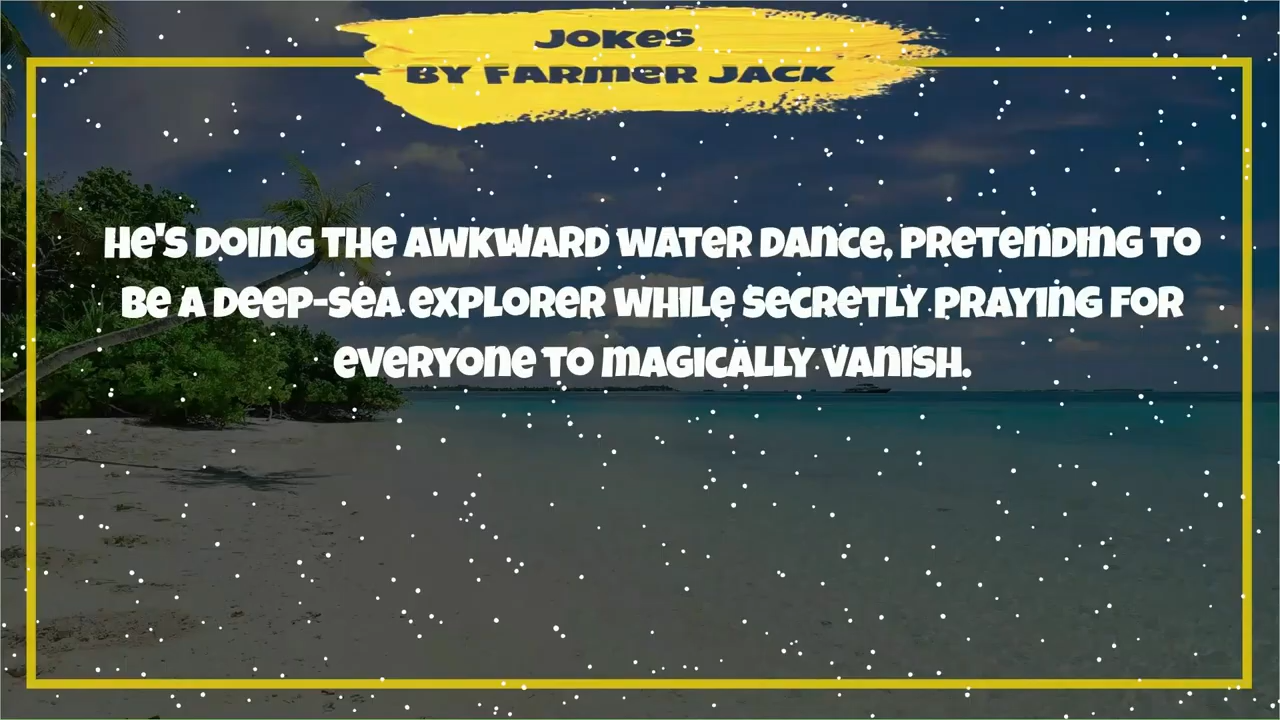 JOKES
BY FARMER JACK
He's doing the awkward water dance, pretending to
be a deep-sea explorer while secretly praying for
everyone to magically vanish.